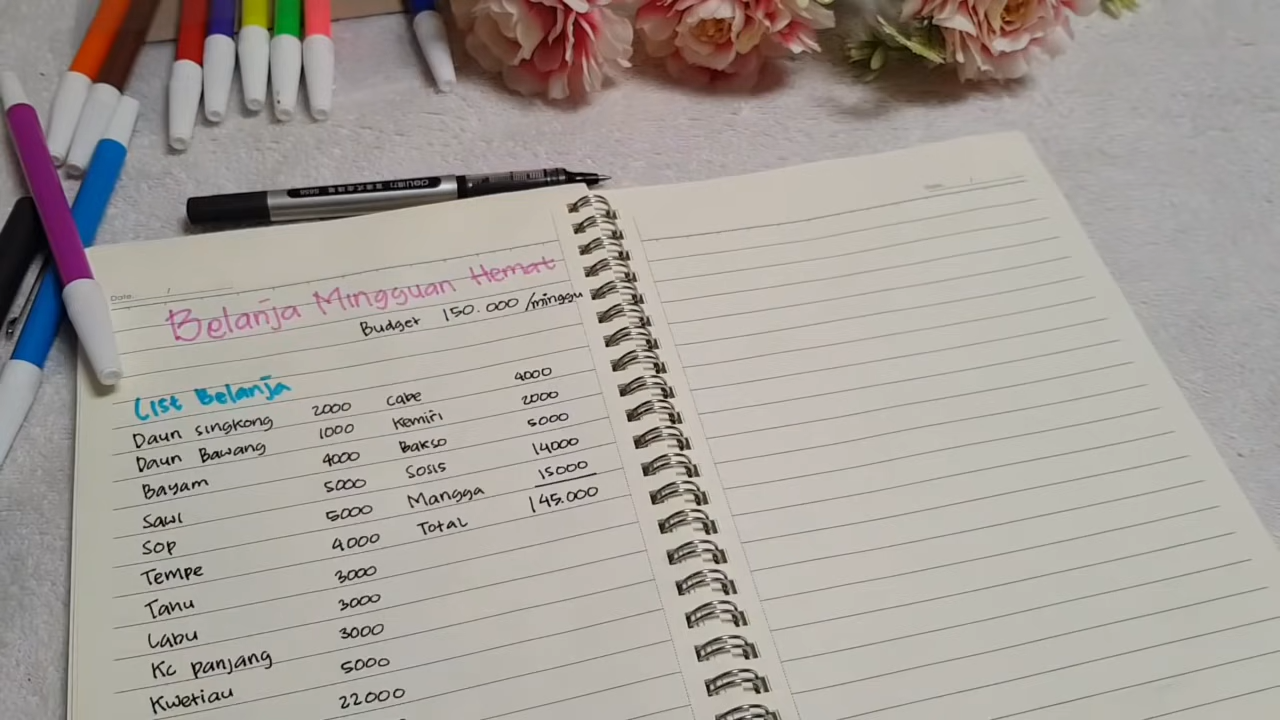 deli
Date
Date
Belanja Mingguan Hemat
Budget 150.000 /minggu
List Belanja
Daun singkong 2000 Cabe 4000
Daun Bawang 1000 Kemiri 2000
Bayam 4000 Bakso 5000
Sawi 5000 Sosis 14000
Sop 5000 Mangga 15000
Tempe 4000 Total 145.000
Tahu 3000
Labu 3000
Kc panjang 3000
Kwetiau 5000
22000